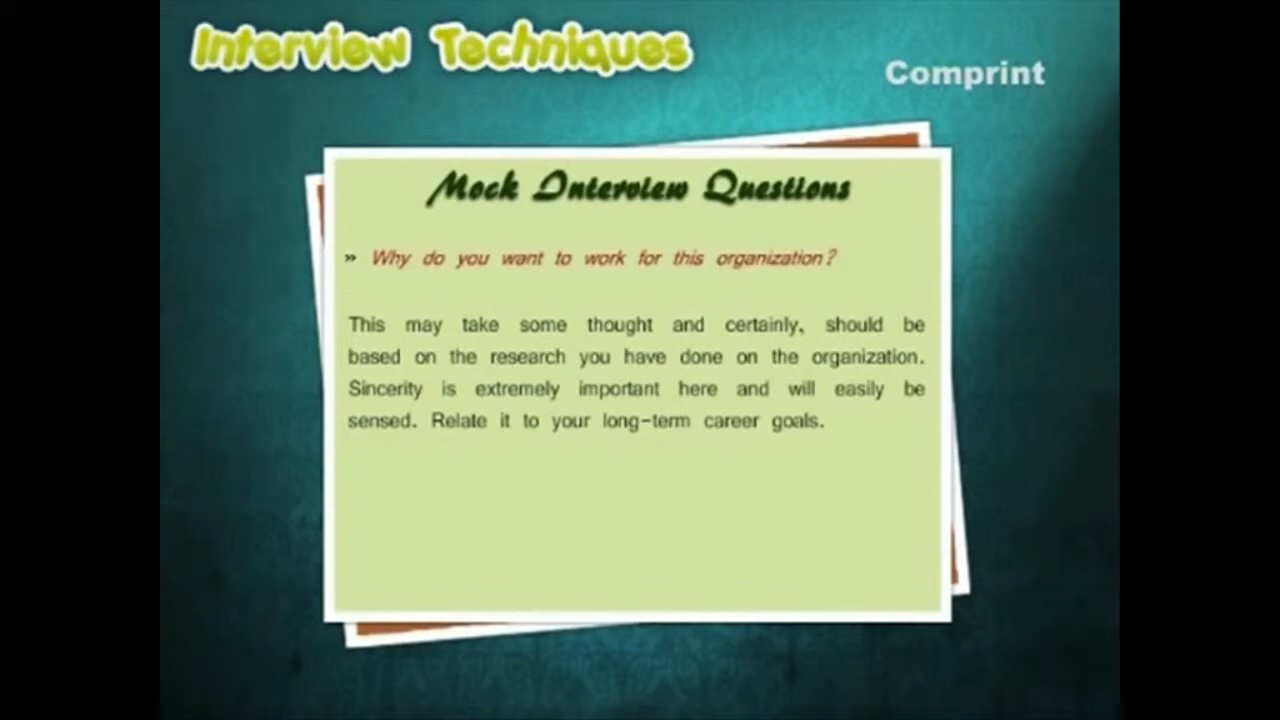 Interview Techniques
Comprint
Mock Interview Questions
» Why do you want to work for this organization?
This may take some thought and certainly, should be
based on the research you have done on the organization.
Sincerity is extremely important here and will easily be
sensed. Relate it to your long-term career goals.